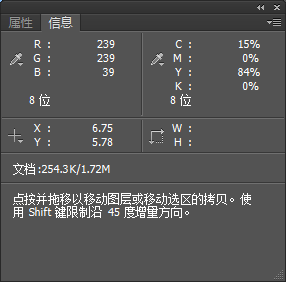 属性 信息
R : 239 C : 15%
G : 239 M : 0%
B : 39 Y : 84%
K : 0%
8 位 8 位
X : 6.75 W :
Y : 5.78 H :
文档:254.3K/1.72M
点按并拖移以移动图层或移动选区的拷贝。使
用 Shift 键限制沿 45 度增量方向。